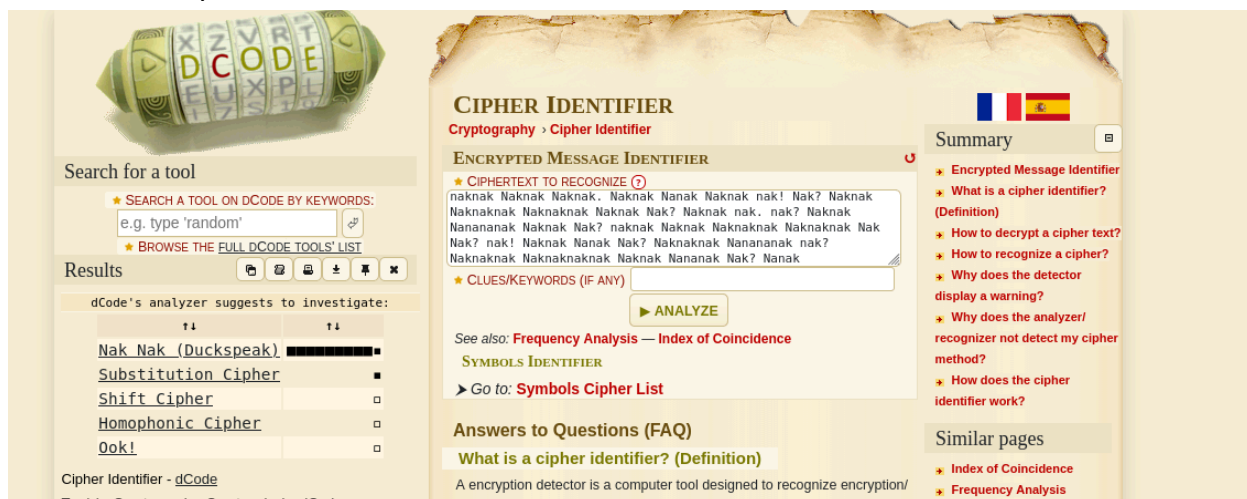 DCODE
Search for a tool
★ SEARCH A TOOL ON DCODE BY KEYWORDS:
e.g. type 'random'
★ BROWSE THE FULL DCODE TOOLS' LIST
Results
dCode's analyzer suggests to investigate:
↑↓ ↑↓
Nak Nak (Duckspeak) ■■■■■■■■■▪
Substitution Cipher ▪
Shift Cipher ▫
Homophonic Cipher ▫
Ook! ▫
Cipher Identifier - dCode
CIPHER IDENTIFIER
Cryptography › Cipher Identifier
ENCRYPTED MESSAGE IDENTIFIER
★ CIPHERTEXT TO RECOGNIZE ?
naknak Naknak Naknak. Naknak Nanak Naknak nak! Nak? Naknak
Naknaknak Naknaknak Naknak Nak? Naknak nak. nak? Naknak
Nanananak Naknak Nak? naknak Naknak Naknaknak Naknaknak Nak
Nak? nak! Naknak Nanak Nak? Naknaknak Nanananak nak?
Naknaknak Naknaknaknak Naknak Nananak Nak? Nanak
★ CLUES/KEYWORDS (IF ANY)
▶ ANALYZE
See also: Frequency Analysis — Index of Coincidence
SYMBOLS IDENTIFIER
➤ Go to: Symbols Cipher List
Answers to Questions (FAQ)
What is a cipher identifier? (Definition)
A encryption detector is a computer tool designed to recognize encryption/
Summary
Encrypted Message Identifier
What is a cipher identifier?
(Definition)
How to decrypt a cipher text?
How to recognize a cipher?
Why does the detector
display a warning?
Why does the analyzer/
recognizer not detect my cipher
method?
How does the cipher
identifier work?
Similar pages
Index of Coincidence
Frequency Analysis